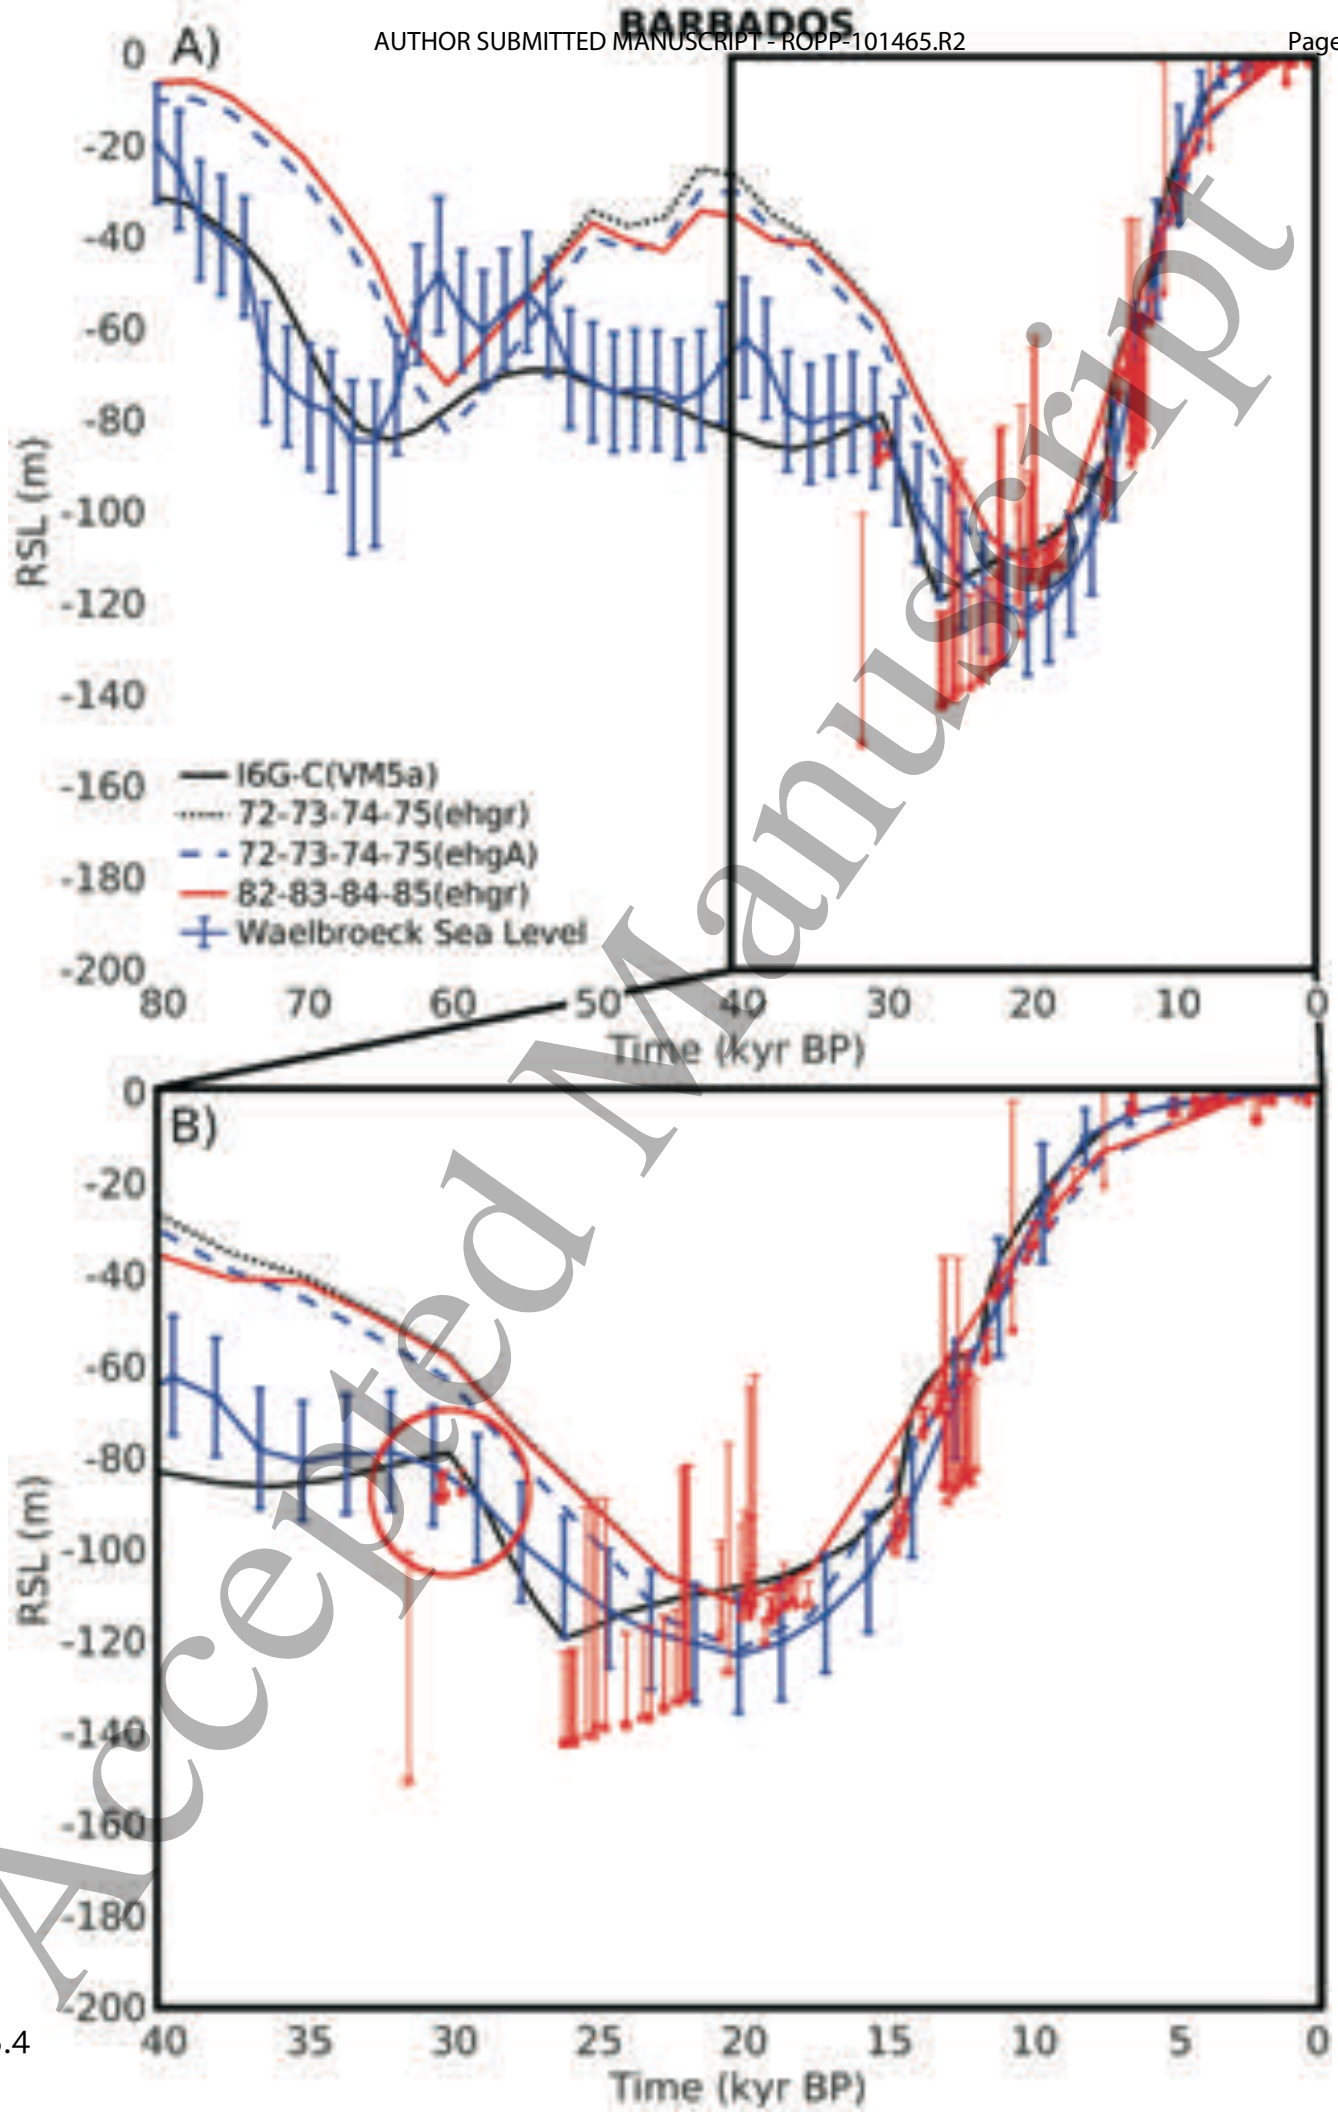 BARBADOS
AUTHOR SUBMITTED MANUSCRIPT - ROPP-101465.R2
Page
A)
0
-20
-40
-60
-80
-100
-120
-140
-160
-180
-200
RSL (m)
I6G-C(VM5a)
72-73-74-75(ehgr)
72-73-74-75(ehgA)
82-83-84-85(ehgr)
Waelbroeck Sea Level
80 70 60 50 40 30 20 10 0
Time (kyr BP)
B)
0
-20
-40
-60
-80
-100
-120
-140
-160
-180
-200
RSL (m)
40 35 30 25 20 15 10 5 0
Time (kyr BP)
.4
Accepted Manuscript